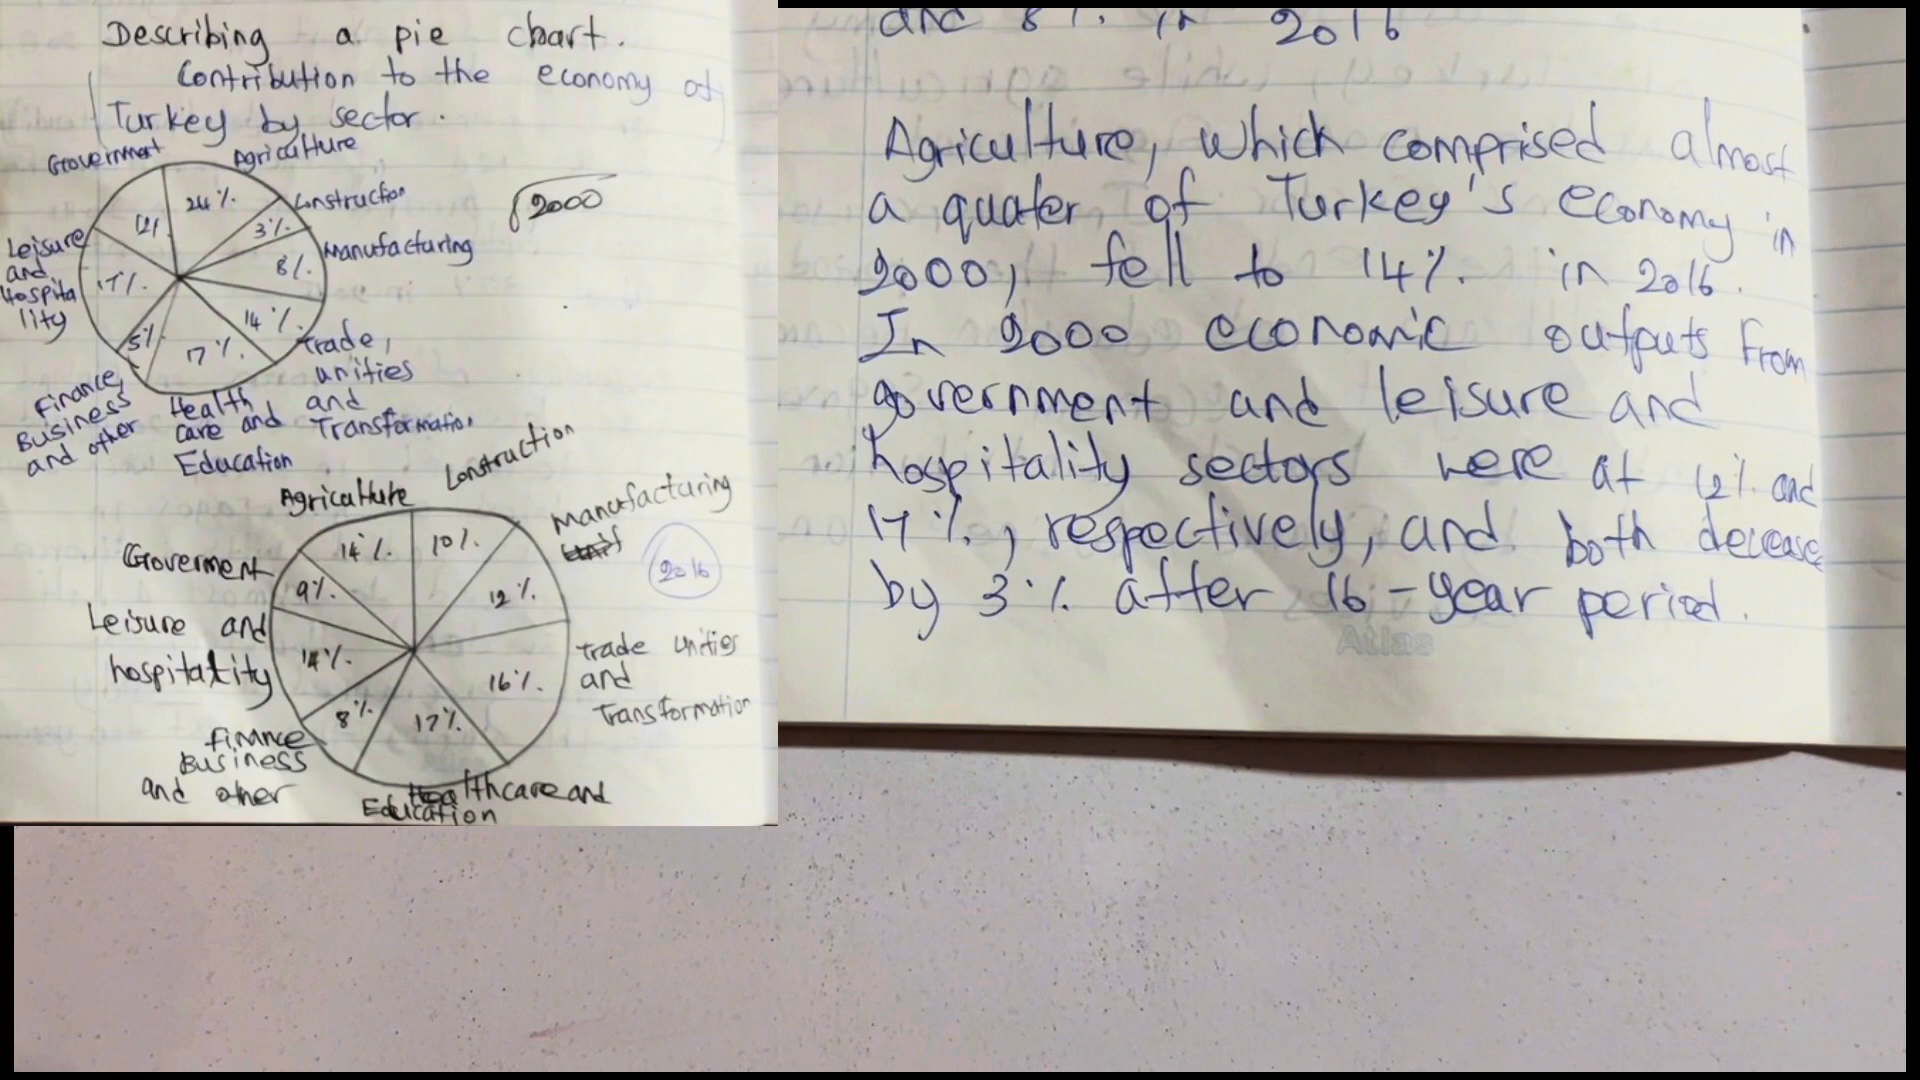 Describing a pie chart.
Contribution to the economy of
Turkey by sector.
Government
Agriculture
Construction
2000
24%.
12%
3%.
Manufacturing
8%.
Leisure
and
Hospita
lity
17%.
14%.
5%
17%.
Trade,
unities
and
Transformation
Finance,
Business
and other
Health
care and
Education
Construction
Agriculture
Manufacturing
14%.
10%.
2016
Goverment
9%.
12%.
Leisure and
hospitality
Trade unities
and
Transformation
14%.
16%.
8%.
17%.
finance
Business
and other
Healthcare and
Education
and 8%. in 2016
Agriculture, which comprised almost
a quater of Turkey's economy in
2000, fell to 14%. in 2016.
In 2000 economic outputs from
government and leisure and
hospitality sectors were at 12%. and
17%., respectively, and both decrease
by 3%. after 16-year period.
Atlas